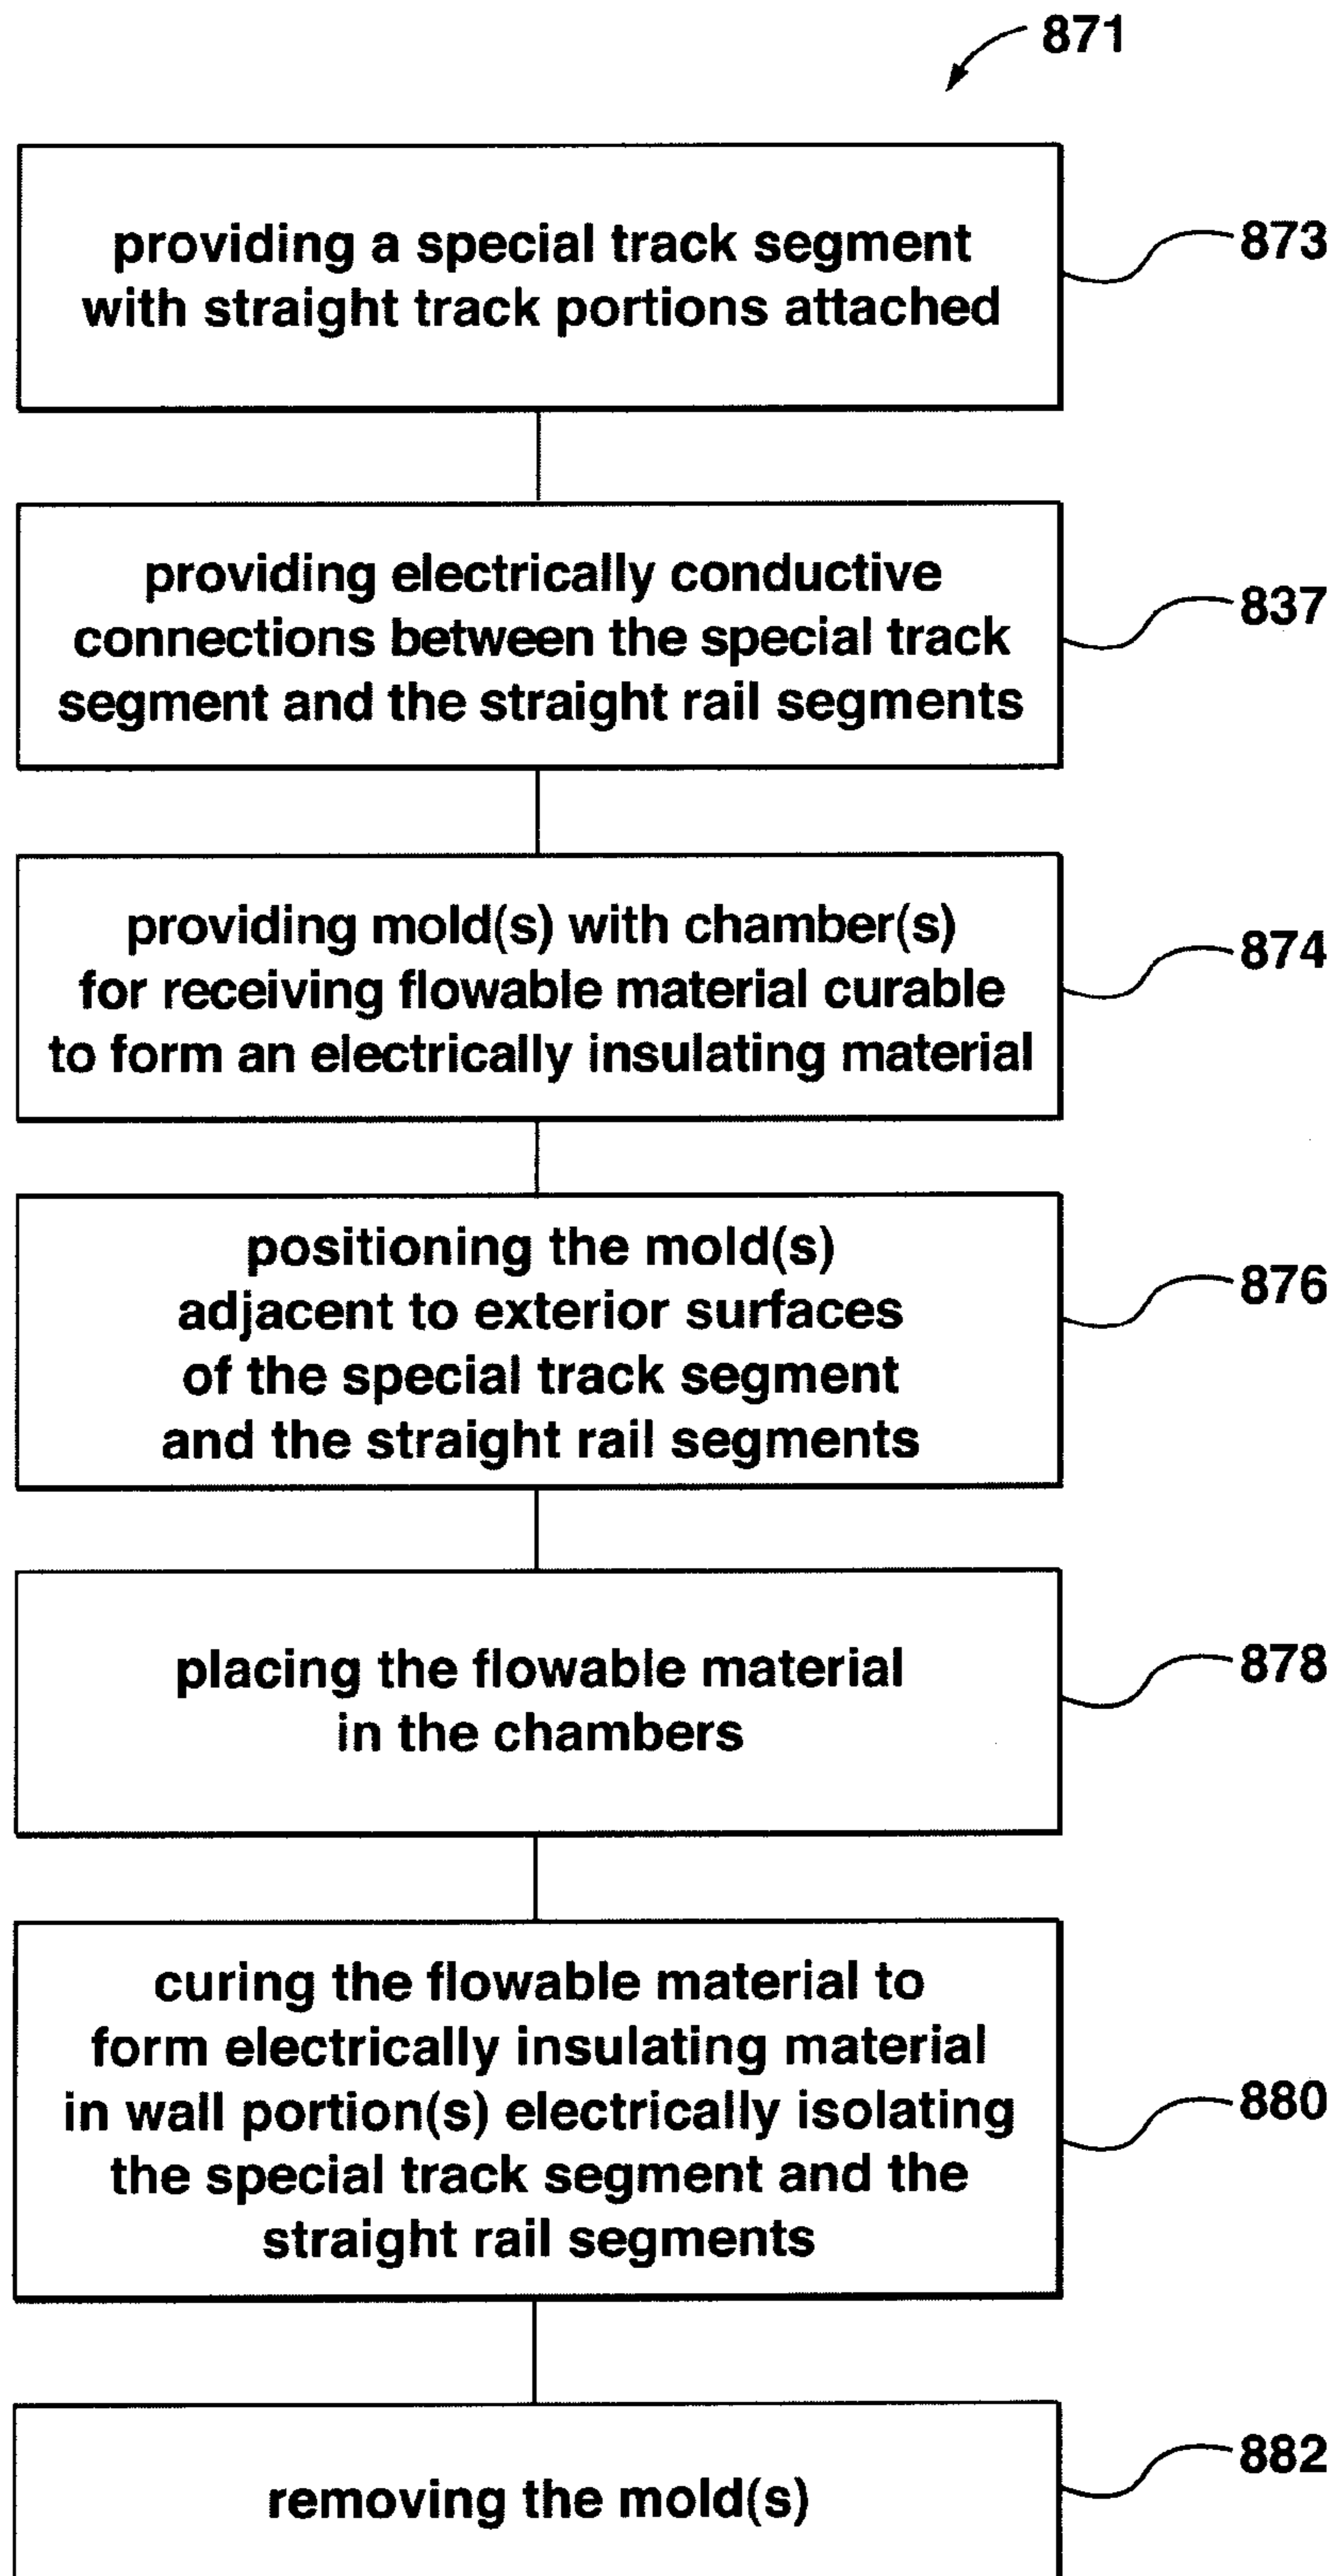 871
providing a special track segment
with straight track portions attached
873
providing electrically conductive
connections between the special track
segment and the straight rail segments
837
providing mold(s) with chamber(s)
for receiving flowable material curable
to form an electrically insulating material
874
positioning the mold(s)
adjacent to exterior surfaces
of the special track segment
and the straight rail segments
876
placing the flowable material
in the chambers
878
curing the flowable material to
form electrically insulating material
in wall portion(s) electrically isolating
the special track segment and the
straight rail segments
880
removing the mold(s)
882